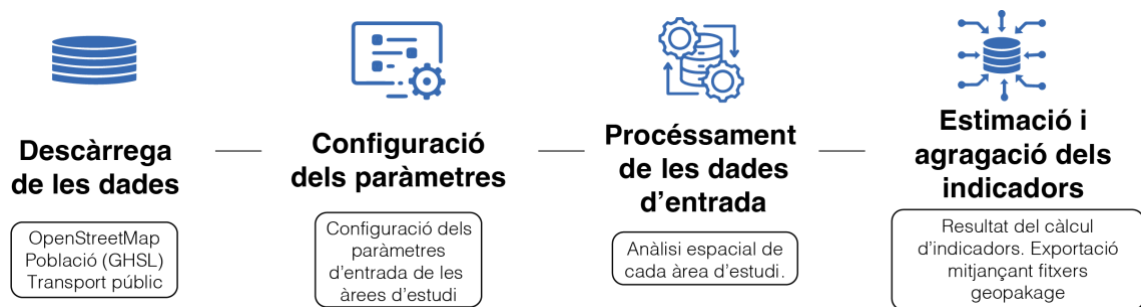 Descàrrega
de les dades
OpenStreetMap
Població (GHSL)
Transport públic
Configuració
dels paràmetres
Configuració dels
paràmetres
d'entrada de les
àrees d'estudi
Procéssament
de les dades
d'entrada
Anàlisi espacial de
cada àrea d'estudi.
Estimació i
agragació dels
indicadors
Resultat del càlcul
d'indicadors. Exportació
mitjançant fitxers
geopakage